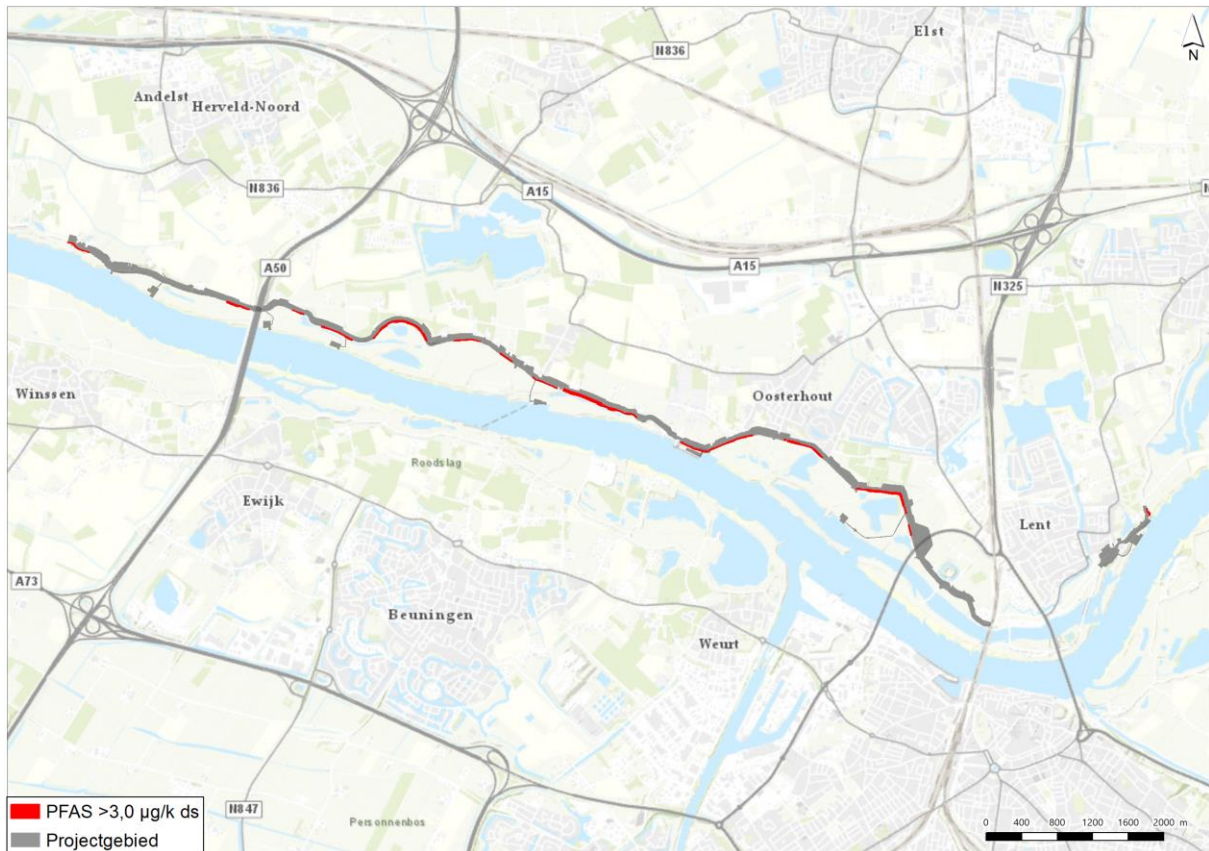 Elst
N
N836
Andelst
Herveld-Noord
N836
A15
A50
A15
N325
Winssen
Oosterhout
Roodslag
Ewijk
Lent
A73
Beuningen
Weurt
N847
Personnenbos
PFAS >3,0 µg/k ds
Projectgebied
0 400 800 1200 1600 2000 m